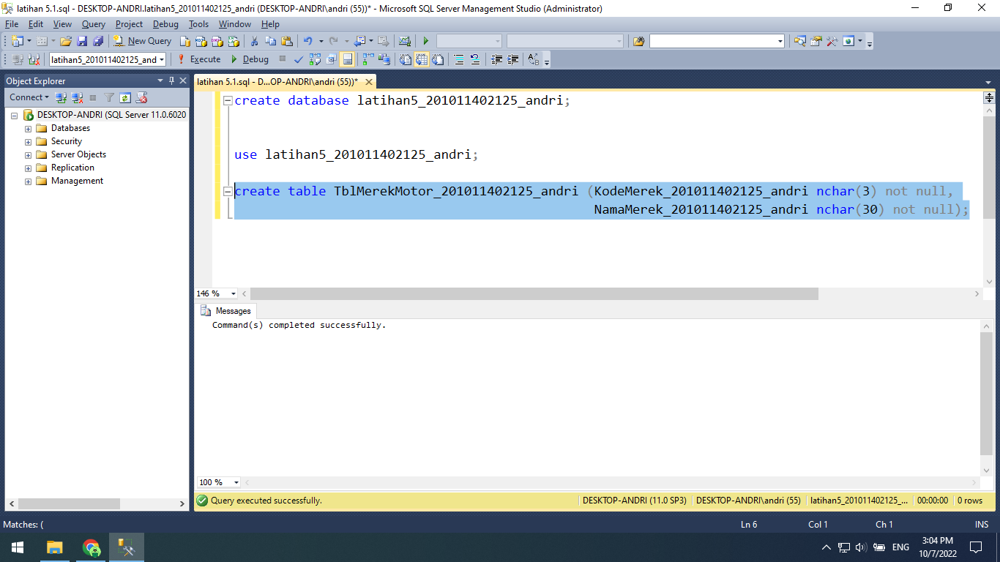 latihan 5.1.sql - DESKTOP-ANDRI.latihan5_201011402125_andri (DESKTOP-ANDRI\andri (55))* - Microsoft SQL Server Management Studio (Administrator)
File Edit View Query Project Debug Tools Window Help
New Query
latihan5_201011402125_and Execute Debug
Object Explorer
Connect
DESKTOP-ANDRI (SQL Server 11.0.6020
Databases
Security
Server Objects
Replication
Management
latihan 5.1.sql - D...OP-ANDRI\andri (55))*
create database latihan5_201011402125_andri;
use latihan5_201011402125_andri;
create table TblMerekMotor_201011402125_andri (KodeMerek_201011402125_andri nchar(3) not null,
NamaMerek_201011402125_andri nchar(30) not null);
146 %
Messages
Command(s) completed successfully.
100 %
Query executed successfully. DESKTOP-ANDRI (11.0 SP3) DESKTOP-ANDRI\andri (55) latihan5_201011402125_... 00:00:00 0 rows
Matches: ( Ln 6 Col 1 Ch 1 INS
ENG
3:04 PM
10/7/2022